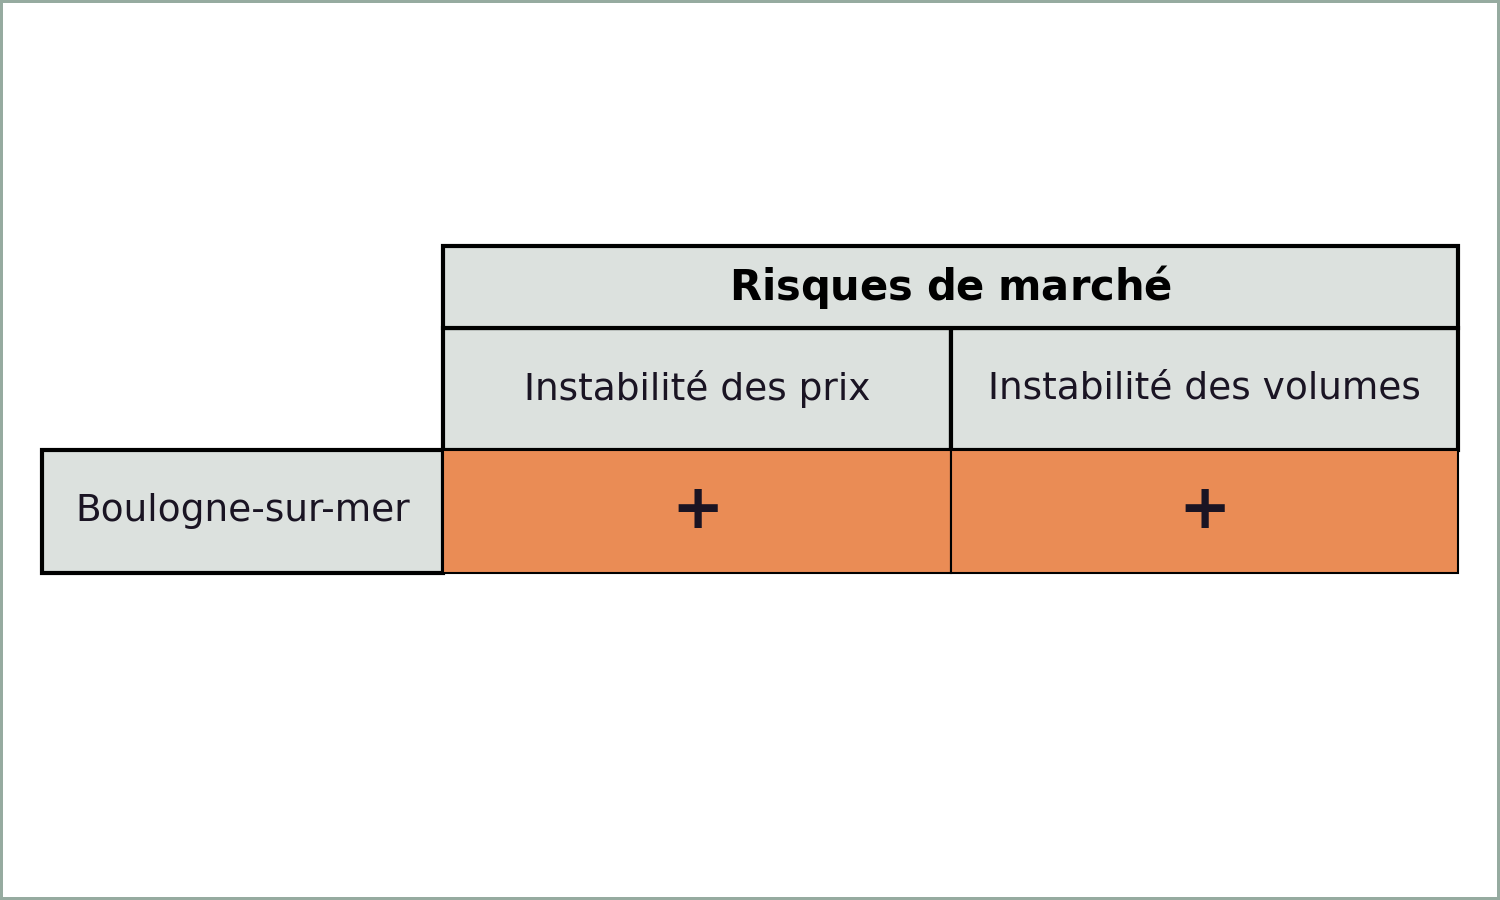 Risques de marché
Instabilité des prix
Instabilité des volumes
Boulogne-sur-mer
+
+